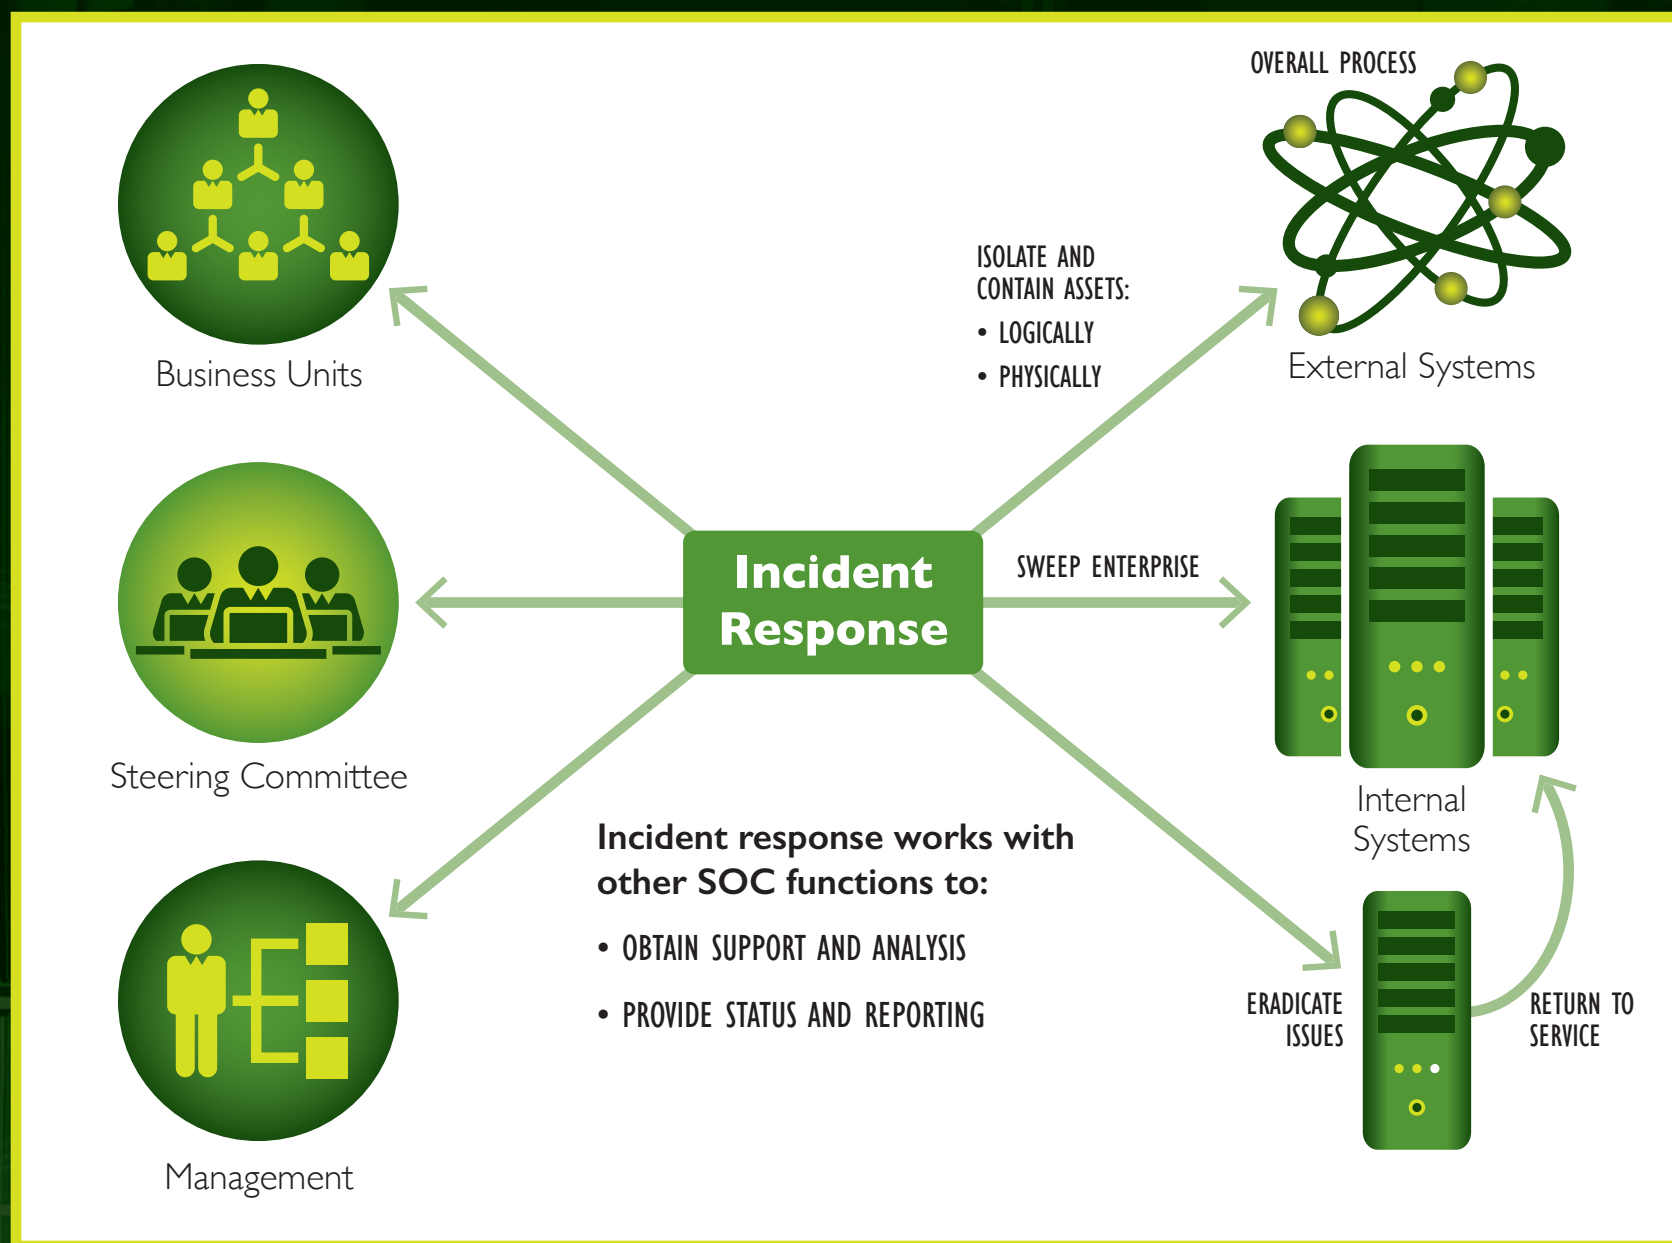 OVERALL PROCESS
Business Units
ISOLATE AND
CONTAIN ASSETS:
• LOGICALLY
• PHYSICALLY
External Systems
Steering Committee
Incident
Response
SWEEP ENTERPRISE
Internal
Systems
Management
Incident response works with
other SOC functions to:
• OBTAIN SUPPORT AND ANALYSIS
• PROVIDE STATUS AND REPORTING
ERADICATE
ISSUES
RETURN TO
SERVICE